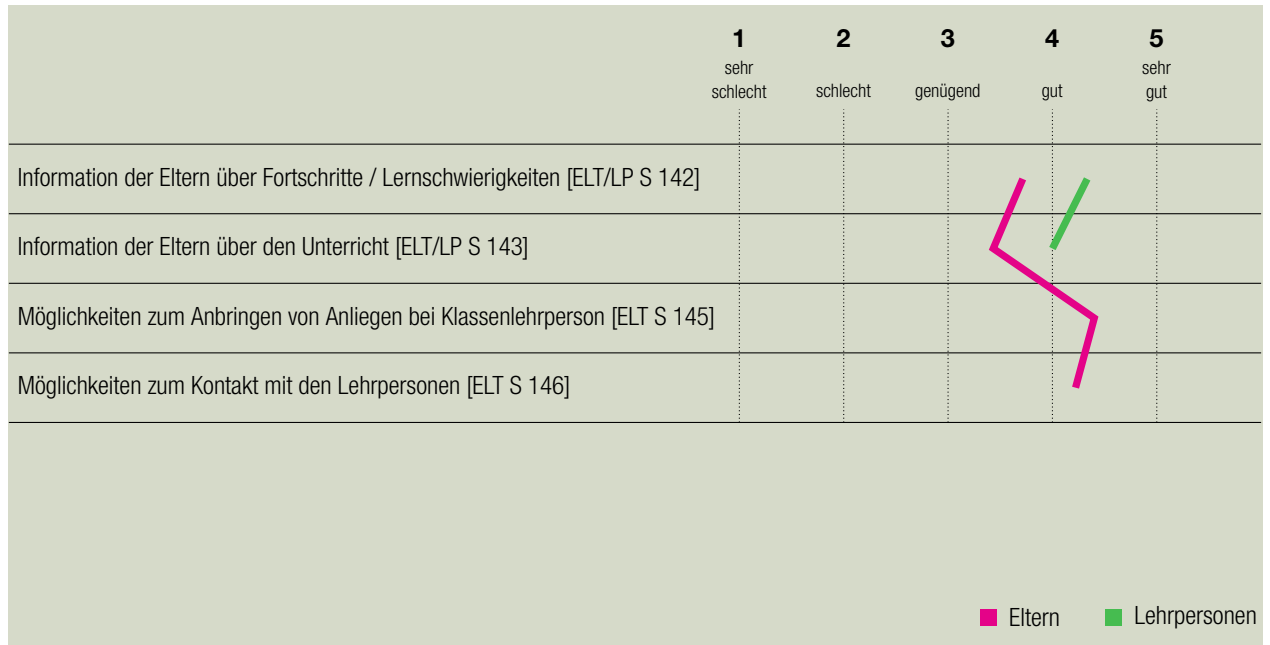 1 2 3 4 5
sehr schlecht schlecht genügend gut sehr gut
Information der Eltern über Fortschritte / Lernschwierigkeiten [ELT/LP S 142]
Information der Eltern über den Unterricht [ELT/LP S 143]
Möglichkeiten zum Anbringen von Anliegen bei Klassenlehrperson [ELT S 145]
Möglichkeiten zum Kontakt mit den Lehrpersonen [ELT S 146]
Eltern Lehrpersonen